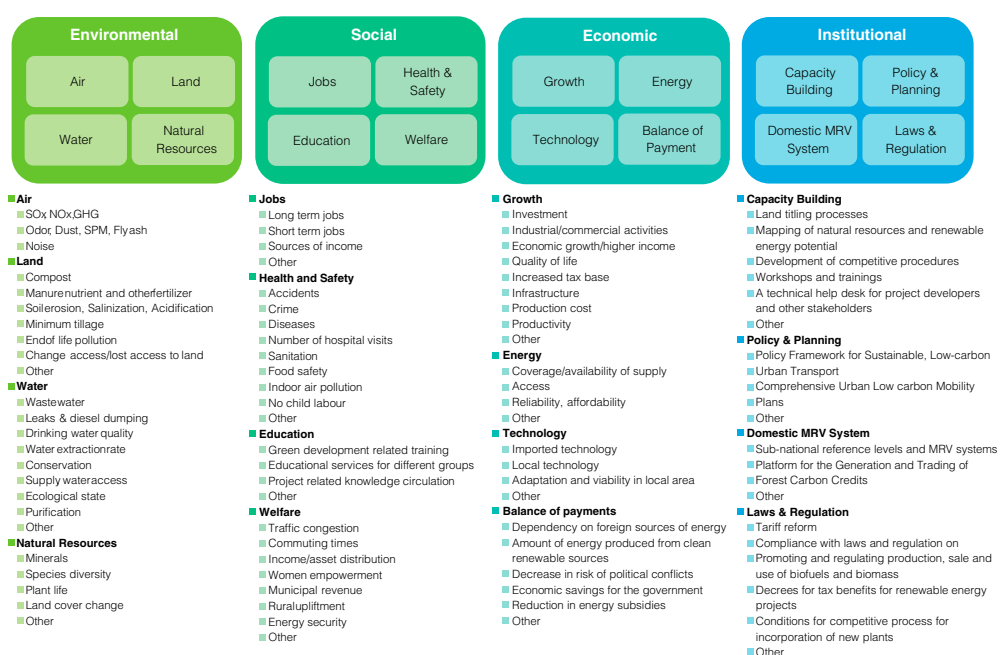 Environmental
Air
Land
Water
Natural
Resources
Air
SOx, NOx,GHG
Odor, Dust, SPM, Fly ash
Noise
Land
Compost
Manure nutrient and other fertilizer
Soil erosion, Salinization, Acidification
Minimum tillage
End of life pollution
Change access/lost access to land
Other
Water
Wastewater
Leaks & diesel dumping
Drinking water quality
Water extraction rate
Conservation
Supply water access
Ecological state
Purification
Other
Natural Resources
Minerals
Species diversity
Plant life
Land cover change
Other
Social
Jobs
Health &
Safety
Education
Welfare
Jobs
Long term jobs
Short term jobs
Sources of income
Other
Health and Safety
Accidents
Crime
Diseases
Number of hospital visits
Sanitation
Food safety
Indoor air pollution
No child labour
Other
Education
Green development related training
Educational services for different groups
Project related knowledge circulation
Other
Welfare
Traffic congestion
Commuting times
Income/asset distribution
Women empowerment
Municipal revenue
Rural upliftment
Energy security
Other
Economic
Growth
Energy
Technology
Balance of
Payment
Growth
Investment
Industrial/commercial activities
Economic growth/higher income
Quality of life
Increased tax base
Infrastructure
Production cost
Productivity
Other
Energy
Coverage/availability of supply
Access
Reliability, affordability
Other
Technology
Imported technology
Local technology
Adaptation and viability in local area
Other
Balance of payments
Dependency on foreign sources of energy
Amount of energy produced from clean
renewable sources
Decrease in risk of political conflicts
Economic savings for the government
Reduction in energy subsidies
Other
Institutional
Capacity
Building
Policy &
Planning
Domestic MRV
System
Laws &
Regulation
Capacity Building
Land titling processes
Mapping of natural resources and renewable
energy potential
Development of competitive procedures
Workshops and trainings
A technical help desk for project developers
and other stakeholders
Other
Policy & Planning
Policy Framework for Sustainable, Low-carbon
Urban Transport
Comprehensive Urban Low carbon Mobility
Plans
Other
Domestic MRV System
Sub-national reference levels and MRV systems
Platform for the Generation and Trading of
Forest Carbon Credits
Other
Laws & Regulation
Tariff reform
Compliance with laws and regulation on
Promoting and regulating production, sale and
use of biofuels and biomass
Decrees for tax benefits for renewable energy
projects
Conditions for competitive process for
incorporation of new plants
Other